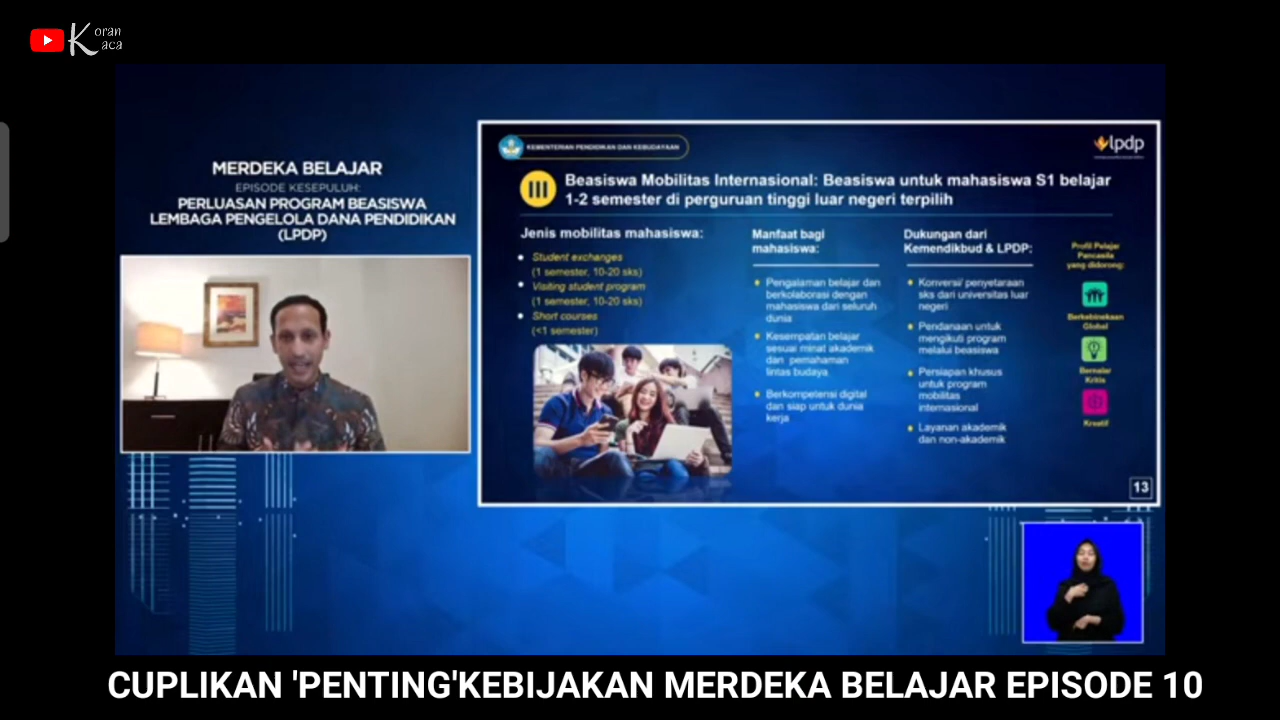 Koran
Kaca
MERDEKA BELAJAR
EPISODE KESEPULUH:
PERLUASAN PROGRAM BEASISWA
LEMBAGA PENGELOLA DANA PENDIDIKAN
(LPDP)
KEMENTERIAN PENDIDIKAN DAN KEBUDAYAAN
lpdp
III
Beasiswa Mobilitas Internasional: Beasiswa untuk mahasiswa S1 belajar
1-2 semester di perguruan tinggi luar negeri terpilih
Jenis mobilitas mahasiswa:
Student exchanges
(1 semester, 10-20 sks)
Visiting student program
(1 semester, 10-20 sks)
Short courses
(<1 semester)
Manfaat bagi
mahasiswa:
Pengalaman belajar dan
berkolaborasi dengan
mahasiswa dari seluruh
dunia
Kesempatan belajar
sesuai minat akademik
dan pemahaman
lintas budaya
Berkompetensi digital
dan siap untuk dunia
kerja
Dukungan dari
Kemendikbud & LPDP:
Konversi/ penyetaraan
sks dari universitas luar
negeri
Pendanaan untuk
mengikuti program
melalui beasiswa
Persiapan khusus
untuk program
mobilitas
internasional
Layanan akademik
dan non-akademik
Profil Pelajar
Pancasila
yang didorong:
Berkebinekaan
Global
Bernalar
Kritis
Kreatif
13
CUPLIKAN 'PENTING'KEBIJAKAN MERDEKA BELAJAR EPISODE 10